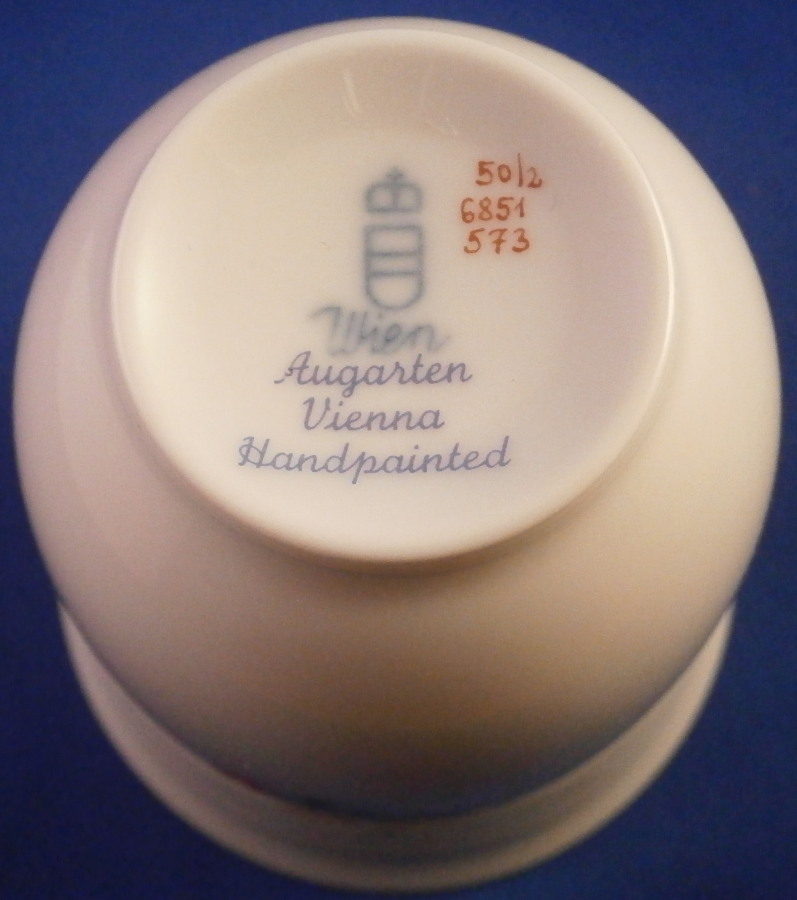 50/2
6851
573
Wien
Augarten
Vienna
Handpainted